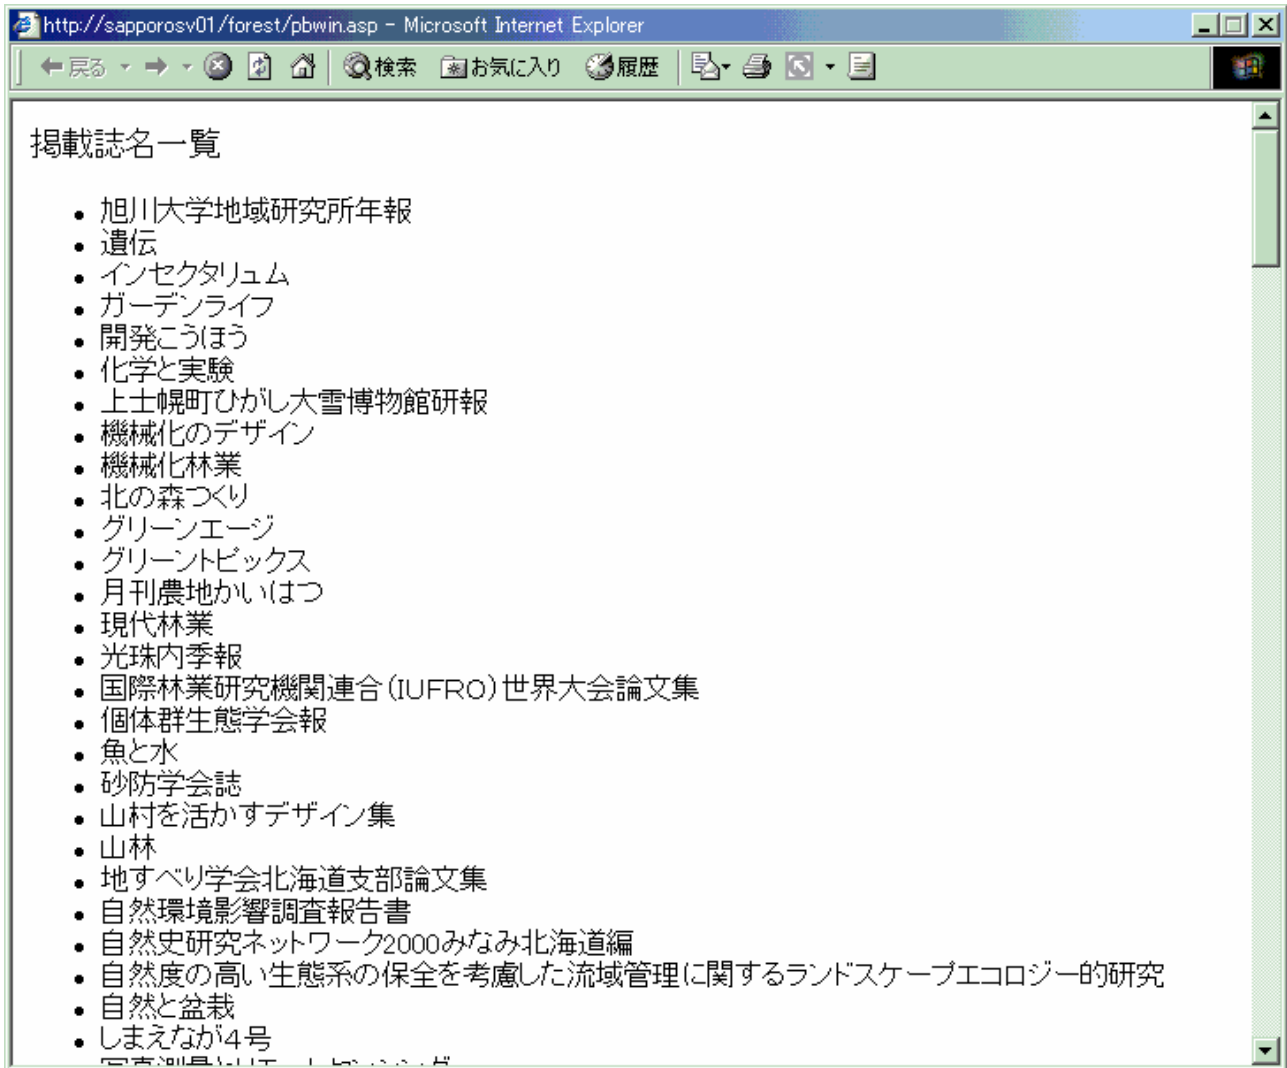 http://sapporosv01/forest/pbwin.asp - Microsoft Internet Explorer
戻る 検索 お気に入り 履歴
掲載誌名一覧
旭川大学地域研究所年報
遺伝
インセクタリュム
ガーデンライフ
開発こうほう
化学と実験
上士幌町ひがし大雪博物館研報
機械化のデザイン
機械化林業
北の森つくり
グリーンエージ
グリーントピックス
月刊農地かいはつ
現代林業
光珠内季報
国際林業研究機関連合(IUFRO)世界大会論文集
個体群生態学会報
魚と水
砂防学会誌
山村を活かすデザイン集
山林
地すべり学会北海道支部論文集
自然環境影響調査報告書
自然史研究ネットワーク2000みなみ北海道編
自然度の高い生態系の保全を考慮した流域管理に関するランドスケープエコロジー的研究
自然と盆栽
しまえなが4号